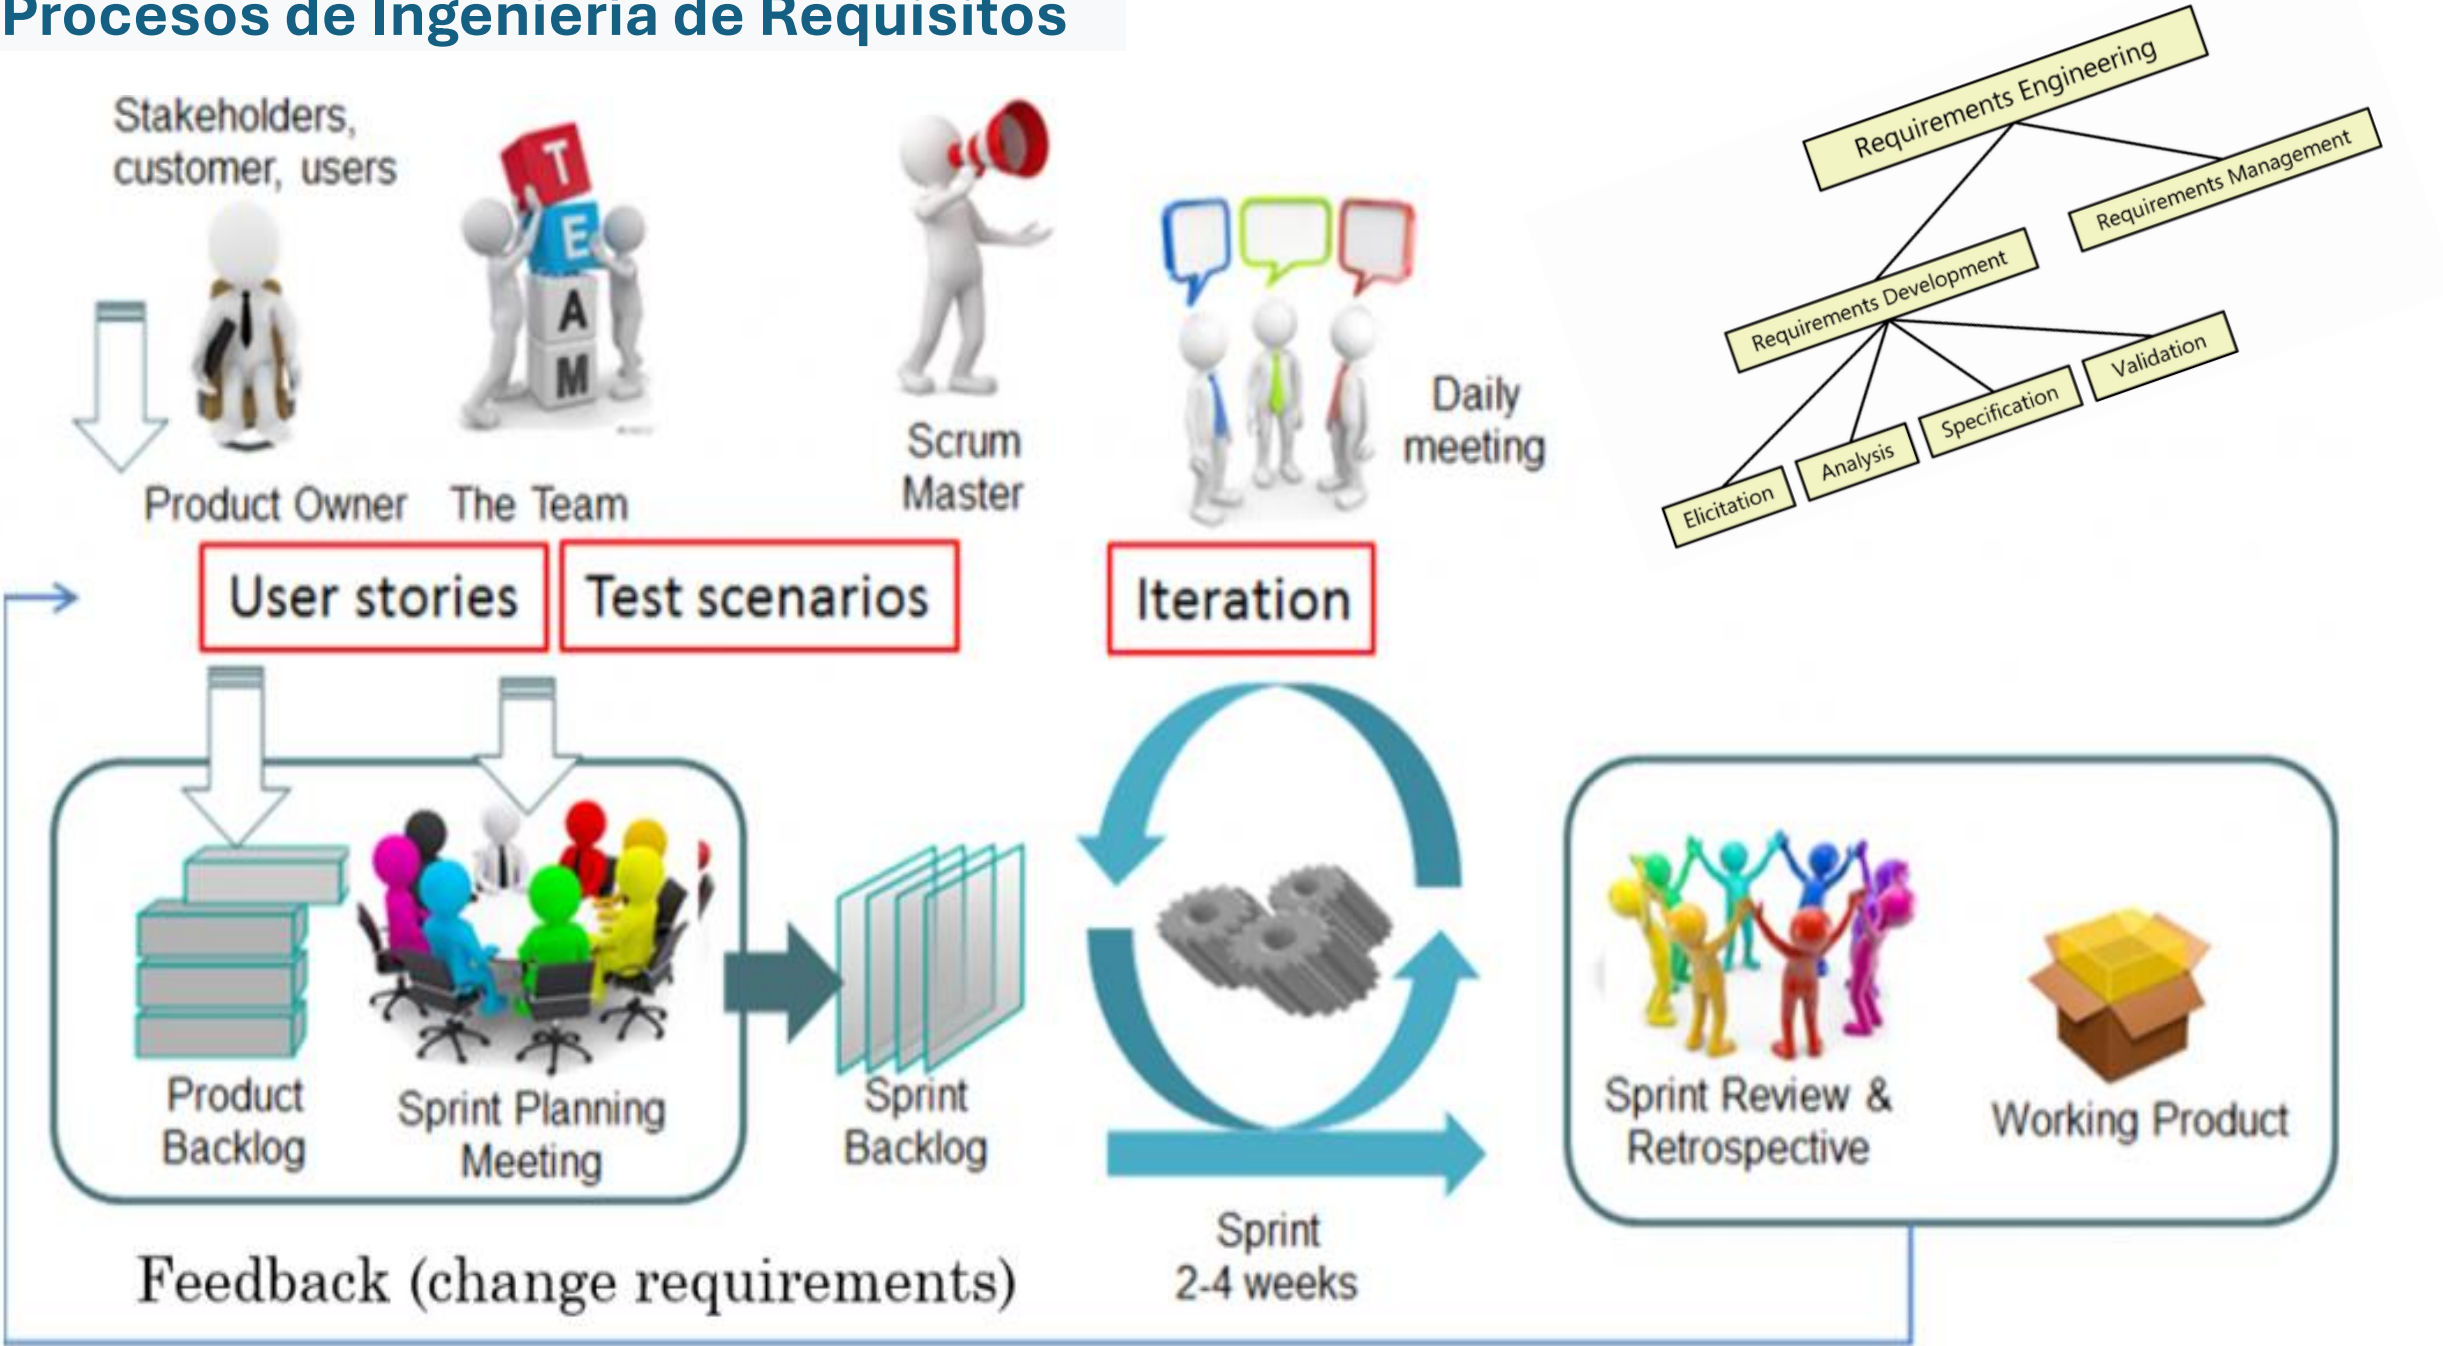 Procesos de Ingeniería de Requisitos
Stakeholders,
customer, users
T
E
A
M
Product Owner
The Team
Scrum
Master
Daily
meeting
Requirements Engineering
Requirements Management
Requirements Development
Elicitation
Analysis
Specification
Validation
User stories
Test scenarios
Iteration
Product
Backlog
Sprint Planning
Meeting
Sprint
Backlog
Sprint
2-4 weeks
Sprint Review &
Retrospective
Working Product
Feedback (change requirements)